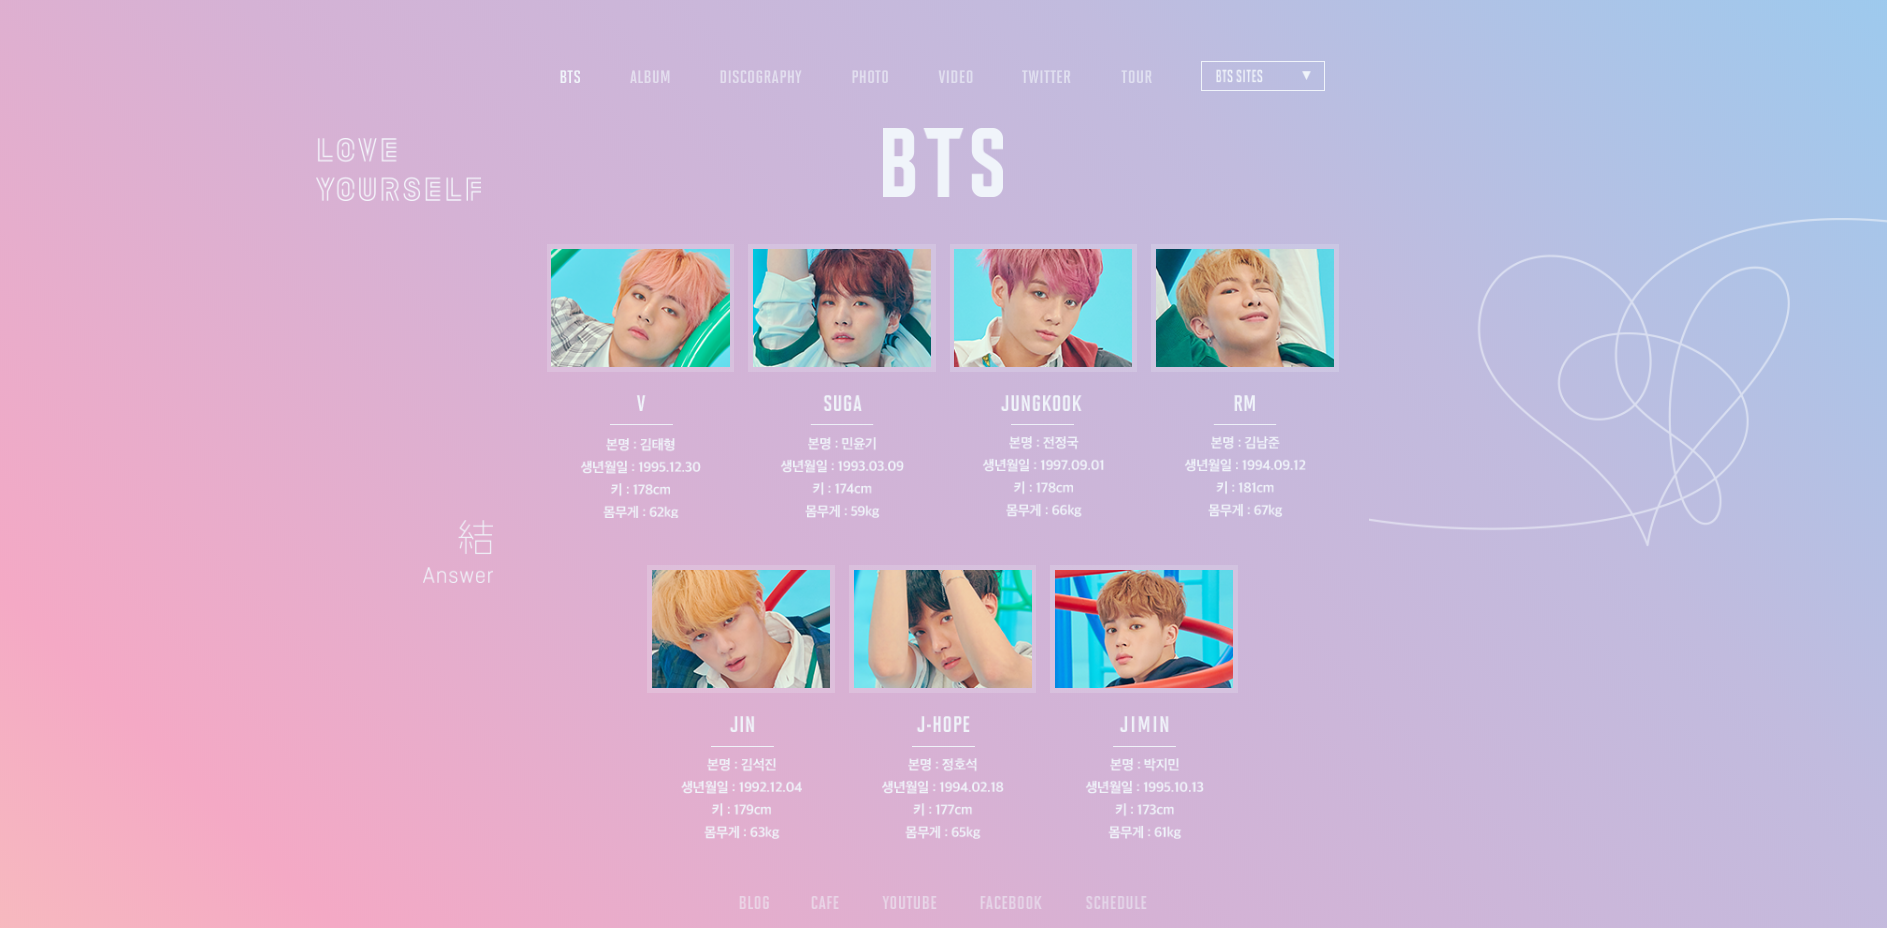 BTS ALBUM DISCOGRAPHY PHOTO VIDEO TWITTER TOUR BTS SITES ▼
LOVE
YOURSELF
BTS
V
본명 : 김태형
생년월일 : 1995.12.30
키 : 178cm
몸무게 : 62kg
SUGA
본명 : 민윤기
생년월일 : 1993.03.09
키 : 174cm
몸무게 : 59kg
JUNGKOOK
본명 : 전정국
생년월일 : 1997.09.01
키 : 178cm
몸무게 : 66kg
RM
본명 : 김남준
생년월일 : 1994.09.12
키 : 181cm
몸무게 : 67kg
結
Answer
JIN
본명 : 김석진
생년월일 : 1992.12.04
키 : 179cm
몸무게 : 63kg
J-HOPE
본명 : 정호석
생년월일 : 1994.02.18
키 : 177cm
몸무게 : 65kg
JIMIN
본명 : 박지민
생년월일 : 1995.10.13
키 : 173cm
몸무게 : 61kg
BLOG CAFE YOUTUBE FACEBOOK SCHEDULE